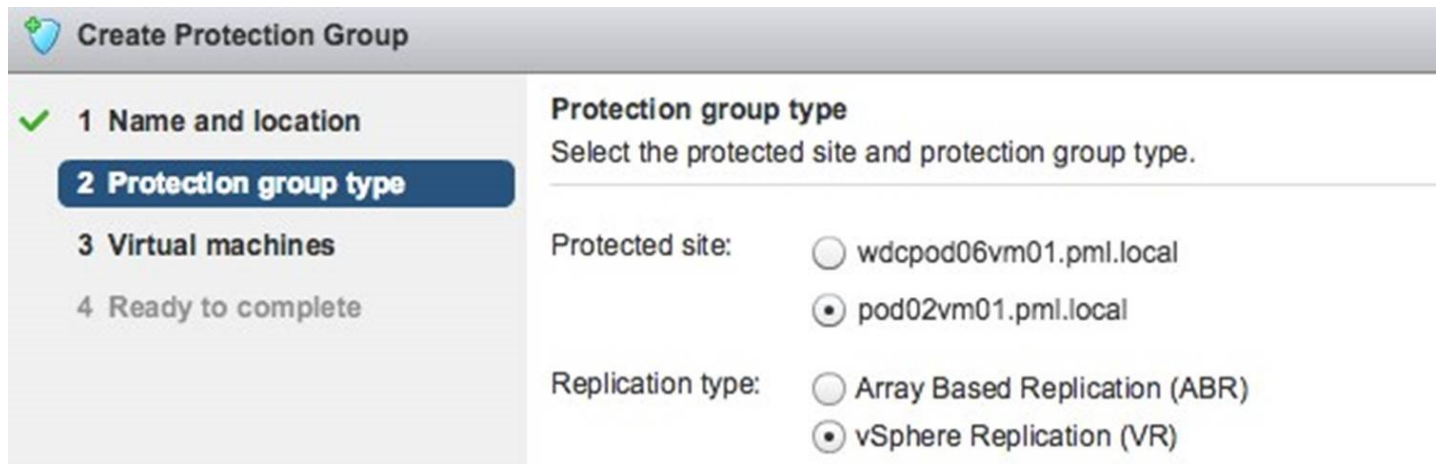 Create Protection Group
1 Name and location
2 Protection group type
3 Virtual machines
4 Ready to complete
Protection group type
Select the protected site and protection group type.
Protected site:
wdcpod06vm01.pml.local
pod02vm01.pml.local
Replication type:
Array Based Replication (ABR)
vSphere Replication (VR)